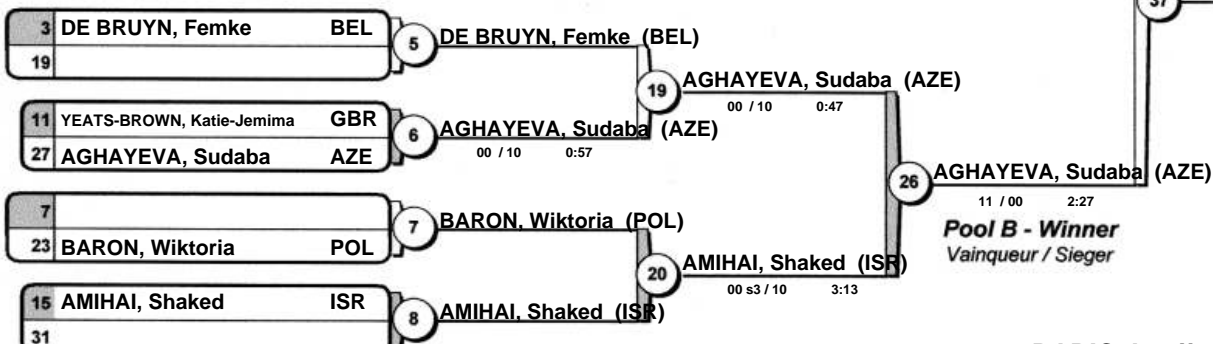 37
3 DE BRUYN, Femke BEL
19
5
DE BRUYN, Femke (BEL)
19
AGHAYEVA, Sudaba (AZE)
00 / 10 0:47
11 YEATS-BROWN, Katie-Jemima GBR
27 AGHAYEVA, Sudaba AZE
6
AGHAYEVA, Sudaba (AZE)
00 / 10 0:57
26
AGHAYEVA, Sudaba (AZE)
11 / 00 2:27
Pool B - Winner
Vainqueur / Sieger
7
23 BARON, Wiktoria POL
7
BARON, Wiktoria (POL)
20
AMIHAI, Shaked (ISR)
00 s3 / 10 3:13
15 AMIHAI, Shaked ISR
31
8
AMIHAI, Shaked (ISR)